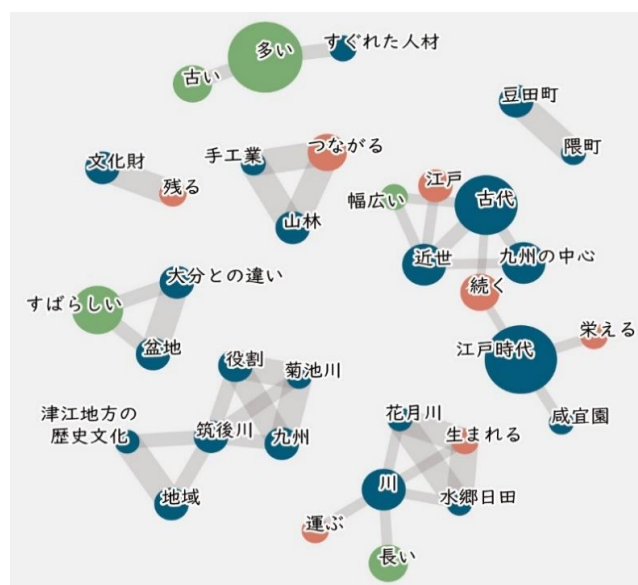 多い
すぐれた人材
古い
豆田町
隈町
文化財
残る
手工業
つながる
山林
江戸
幅広い
古代
近世
九州の中心
続く
すばらしい
大分との違い
盆地
江戸時代
栄える
咸宜園
役割
菊池川
津江地方の
歴史文化
筑後川
九州
地域
花月川
生まれる
川
水郷日田
運ぶ
長い